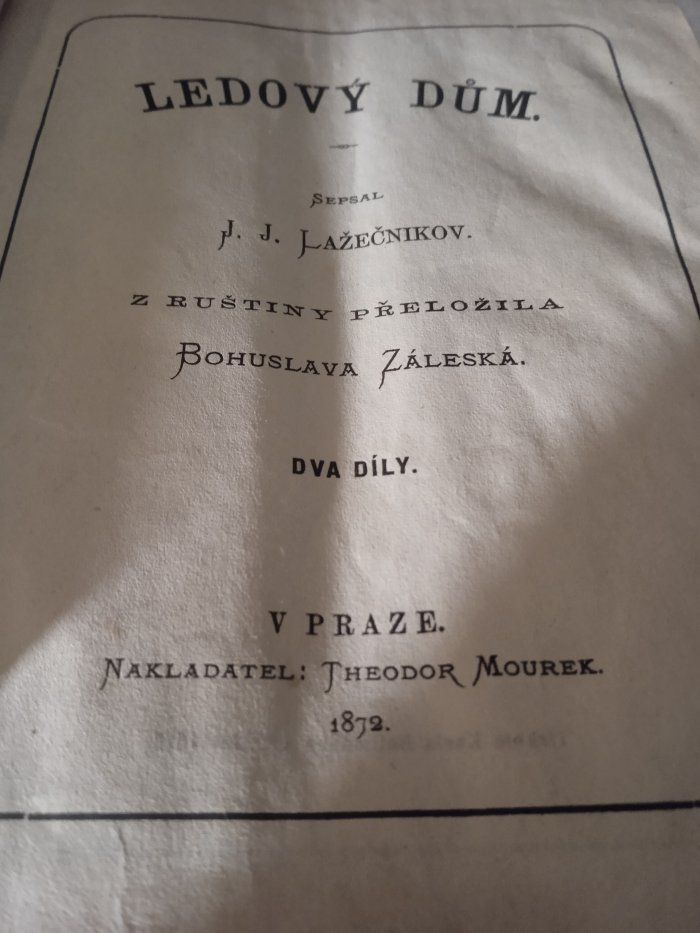 LEDOVÝ DŮM.
SEPSAL
J. J. LAŽEČNIKOV.
Z RUŠTINY PŘELOŽILA
BOHUSLAVA ZÁLESKÁ.
DVA DÍLY.
V PRAZE.
NAKLADATEL: THEODOR MOUREK.
1872.